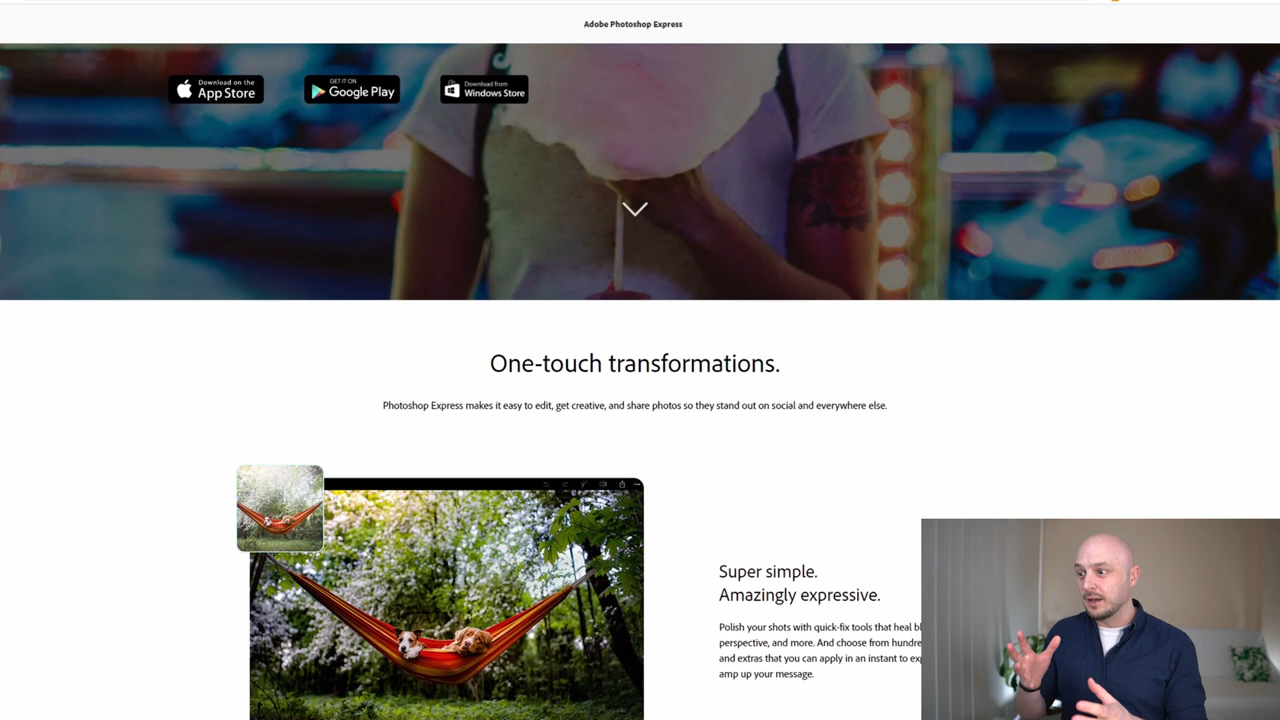 Adobe Photoshop Express
Download on the
App Store
GET IT ON
Google Play
Download from
Windows Store
One-touch transformations.
Photoshop Express makes it easy to edit, get creative, and share photos so they stand out on social and everywhere else.
Super simple.
Amazingly expressive.
Polish your shots with quick-fix tools that heal
perspective, and more. And choose from hundre
and extras that you can apply in an instant to
amp up your message.